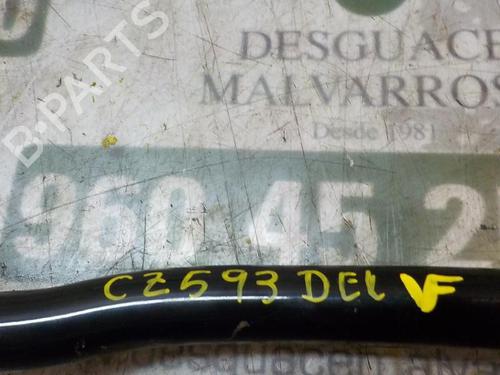 DESGUACE
MALVARROS
Desde 1981
B-PARTS
960 45 2
CZ593 DEL VF